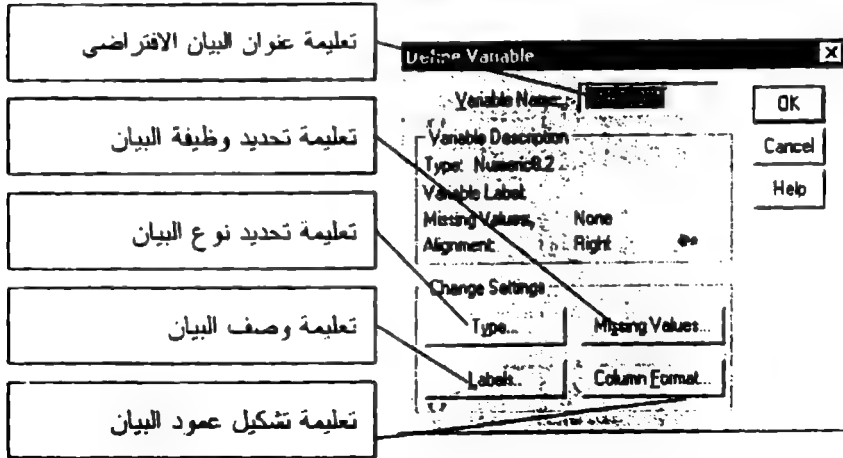 تعليمة عنوان البيان الافتراضى
تعليمة تحديد وظيفة البيان
تعليمة تحديد نوع البيان
تعليمة وصف البيان
تعليمة تشكيل عمود البيان
Define Variable
Variable Name:
OK
Cancel
Help
Variable Description
Type: Numeric8.2
Variable Label:
Missing Values: None
Alignment: Right
Change Settings
Type... Missing Values...
Labels... Column Format...